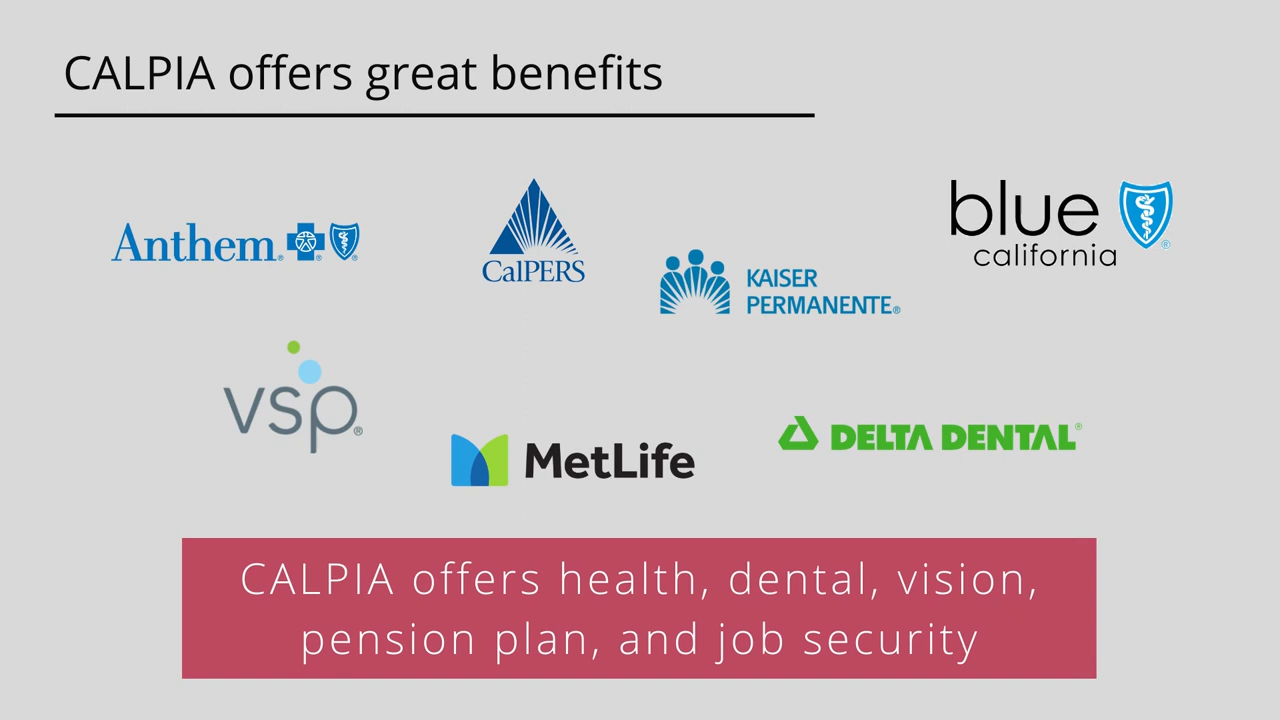 CALPIA offers great benefits
Anthem
CalPERS
KAISER
PERMANENTE®
blue
california
vsp®
MetLife
DELTA DENTAL®
CALPIA offers health, dental, vision,
pension plan, and job security